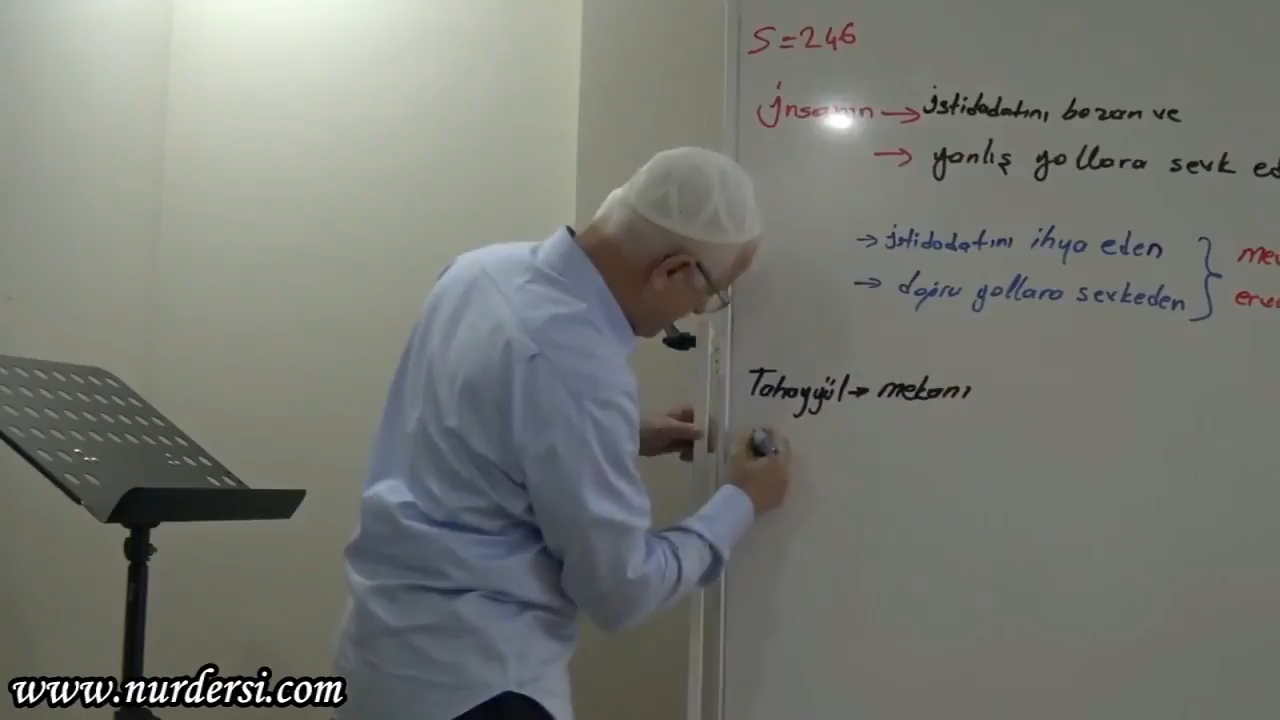 S=246
İnsanın → istidadatını bozan ve
→ yanlış yollara sevk
→ istidadatını ihya eden
→ doğru yollara sevkeden
Tahayyül → mekanı
www.nurdersi.com